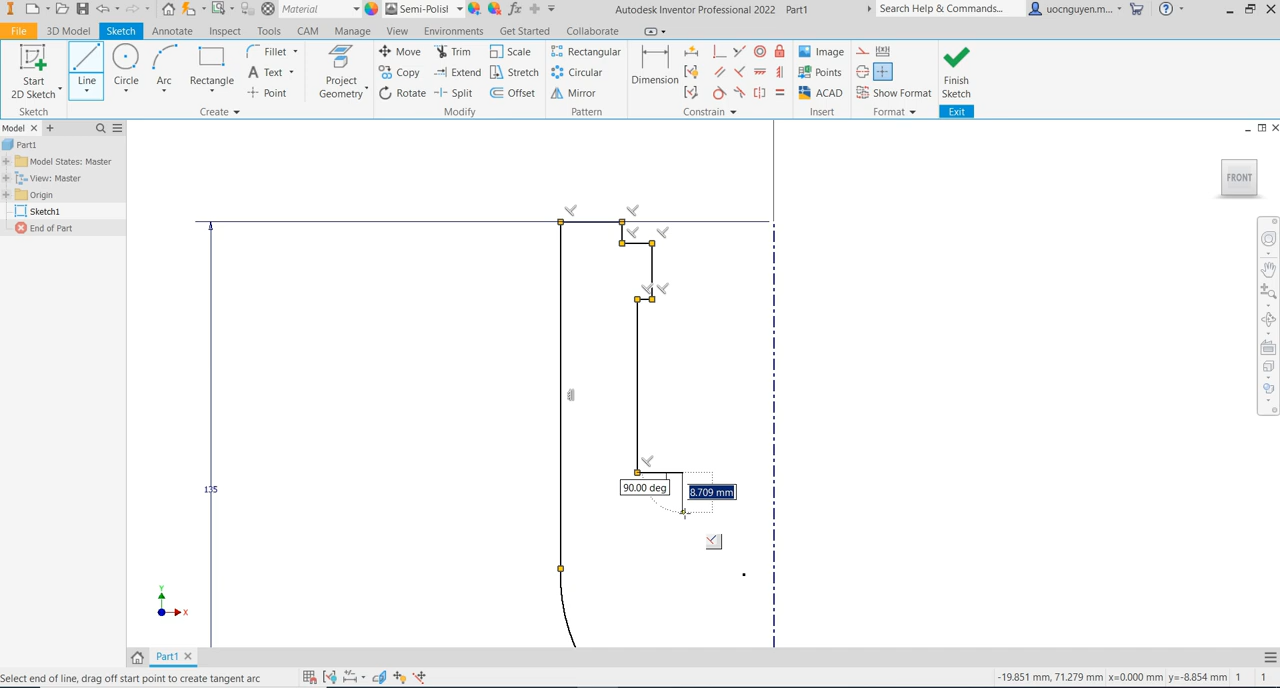 Material
Semi-Polisl
Autodesk Inventor Professional 2022 Part1
Search Help & Commands...
uocnguyen.m...
File
3D Model
Sketch
Annotate
Inspect
Tools
CAM
Manage
View
Environments
Get Started
Collaborate
Start
2D Sketch
Line
Circle
Arc
Rectangle
Fillet
Text
Point
Project
Geometry
Move
Copy
Rotate
Trim
Extend
Split
Scale
Stretch
Offset
Rectangular
Circular
Mirror
Dimension
Image
Points
ACAD
Show Format
Finish
Sketch
Sketch
Create
Modify
Pattern
Constrain
Insert
Format
Exit
Model
Part1
Model States: Master
View: Master
Origin
Sketch1
End of Part
FRONT
135
90.00 deg
8.709 mm
Y
X
Part1
Select end of line, drag off start point to create tangent arc
-19.851 mm, 71.279 mm x=0.000 mm y=-8.854 mm 1 1